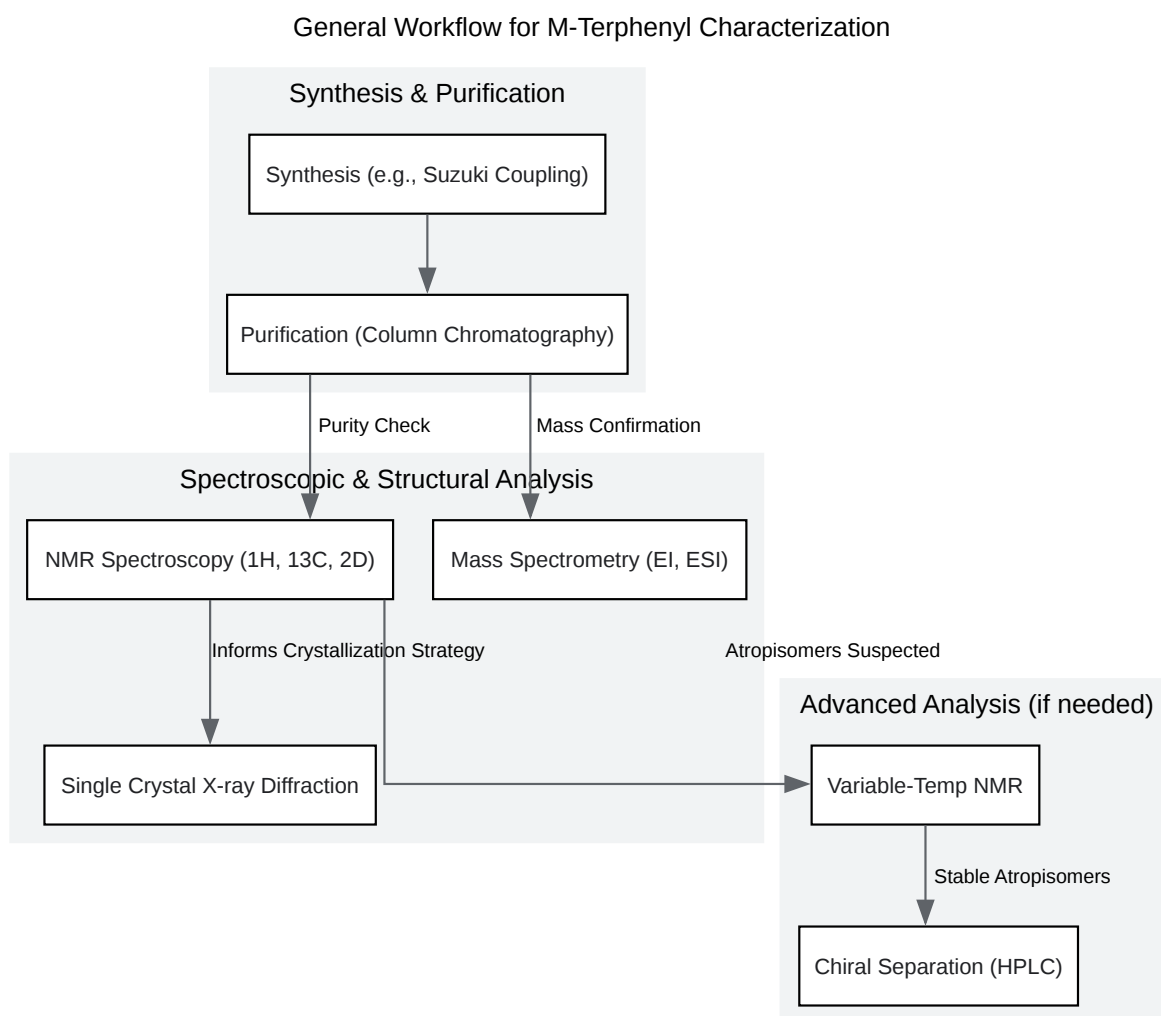 General Workflow for M-Terphenyl Characterization
Synthesis & Purification
Synthesis (e.g., Suzuki Coupling)
Purification (Column Chromatography)
Purity Check
Mass Confirmation
Spectroscopic & Structural Analysis
NMR Spectroscopy (1H, 13C, 2D)
Mass Spectrometry (EI, ESI)
Informs Crystallization Strategy
Atropisomers Suspected
Advanced Analysis (if needed)
Single Crystal X-ray Diffraction
Variable-Temp NMR
Stable Atropisomers
Chiral Separation (HPLC)